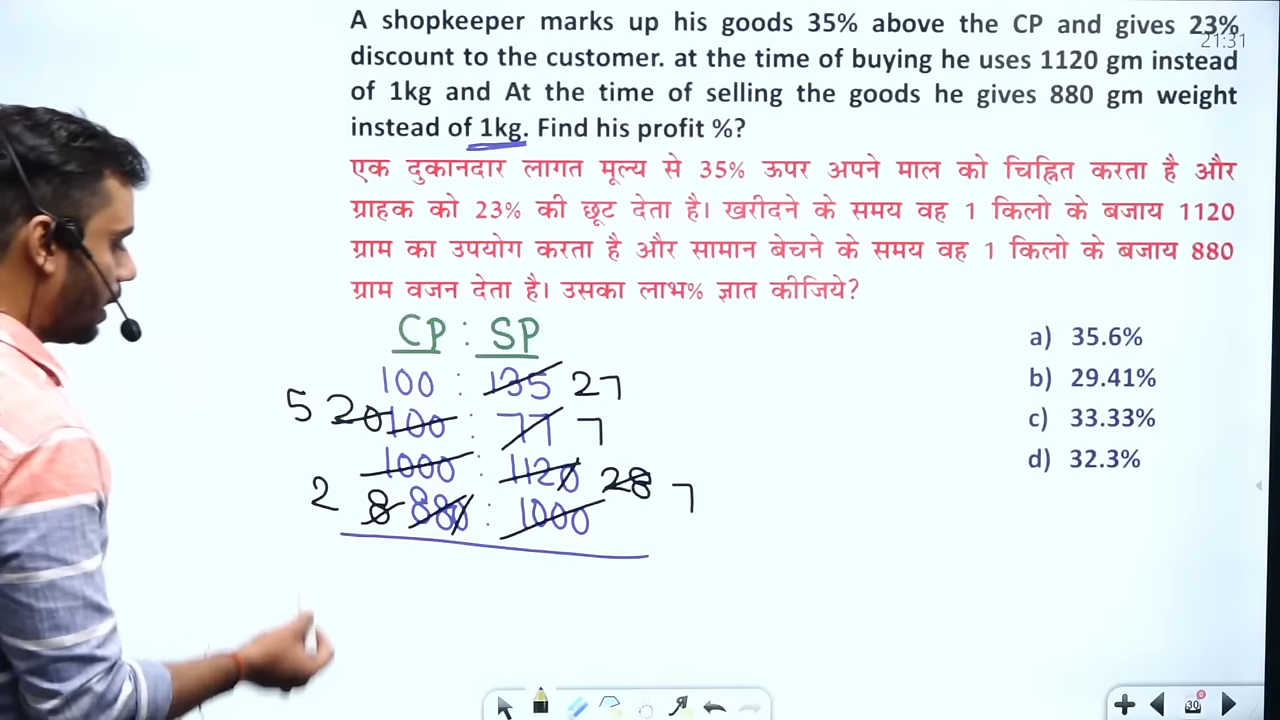 A shopkeeper marks up his goods 35% above the CP and gives 23%
21:31
discount to the customer. at the time of buying he uses 1120 gm instead
of 1kg and At the time of selling the goods he gives 880 gm weight
instead of 1kg. Find his profit %?
एक दुकानदार लागत मूल्य से 35% ऊपर अपने माल को चिह्नित करता है और
ग्राहक को 23% की छूट देता है। खरीदने के समय वह 1 किलो के बजाय 1120
ग्राम का उपयोग करता है और सामान बेचने के समय वह 1 किलो के बजाय 880
ग्राम वजन देता है। उसका लाभ% ज्ञात कीजिये?
CP : SP
100 : 135 27
5 20 100 : 77 7
1000 : 1120 28 7
2 8 880 : 1000
a) 35.6%
b) 29.41%
c) 33.33%
d) 32.3%
30